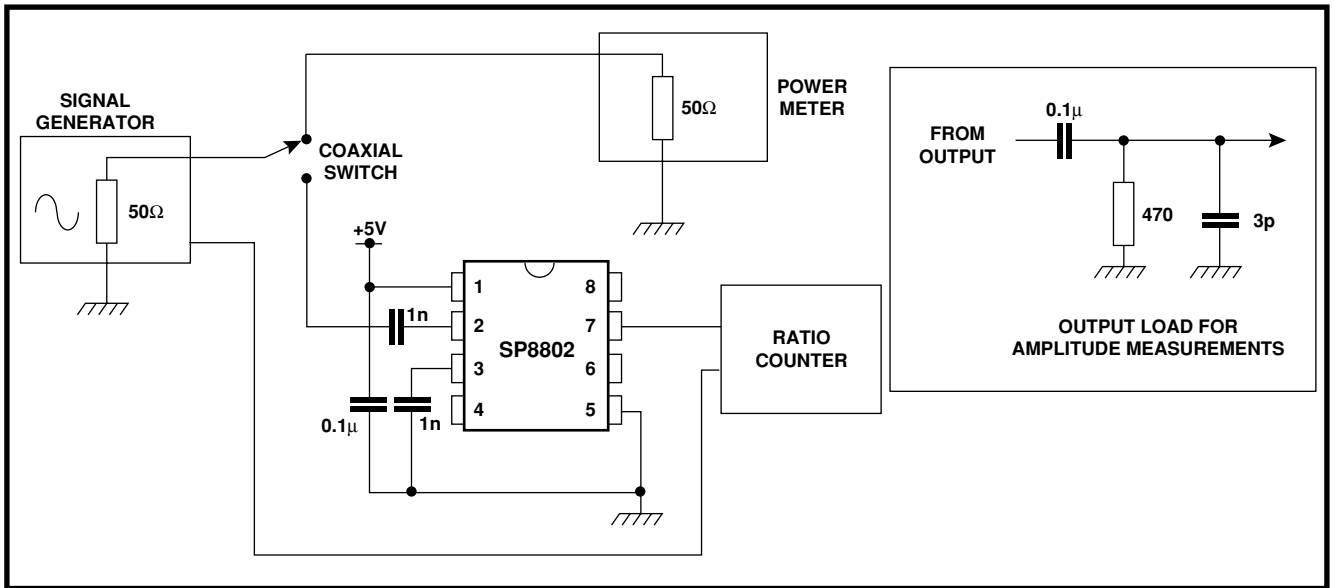 SIGNAL
GENERATOR
50Ω
COAXIAL
SWITCH
50Ω
POWER
METER
+5V
1n
0.1μ
1n
1
2
3
4
8
7
6
5
SP8802
RATIO
COUNTER
FROM
OUTPUT
0.1μ
470
3p
OUTPUT LOAD FOR
AMPLITUDE MEASUREMENTS